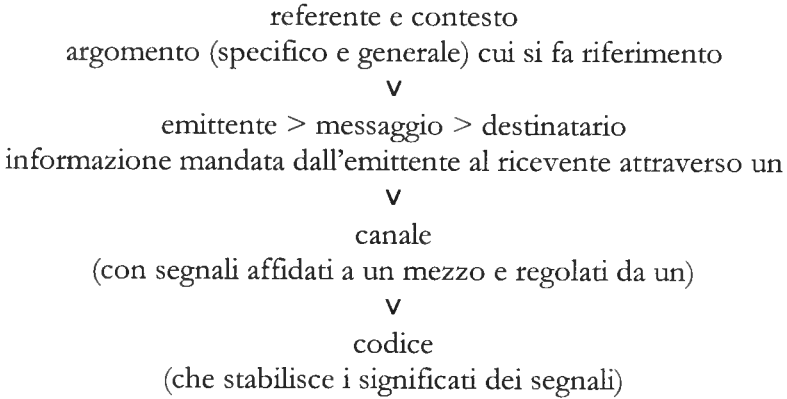 referente e contesto
argomento (specifico e generale) cui si fa riferimento
v
emittente > messaggio > destinatario
informazione mandata dall'emittente al ricevente attraverso un
v
canale
(con segnali affidati a un mezzo e regolati da un)
v
codice
(che stabilisce i significati dei segnali)